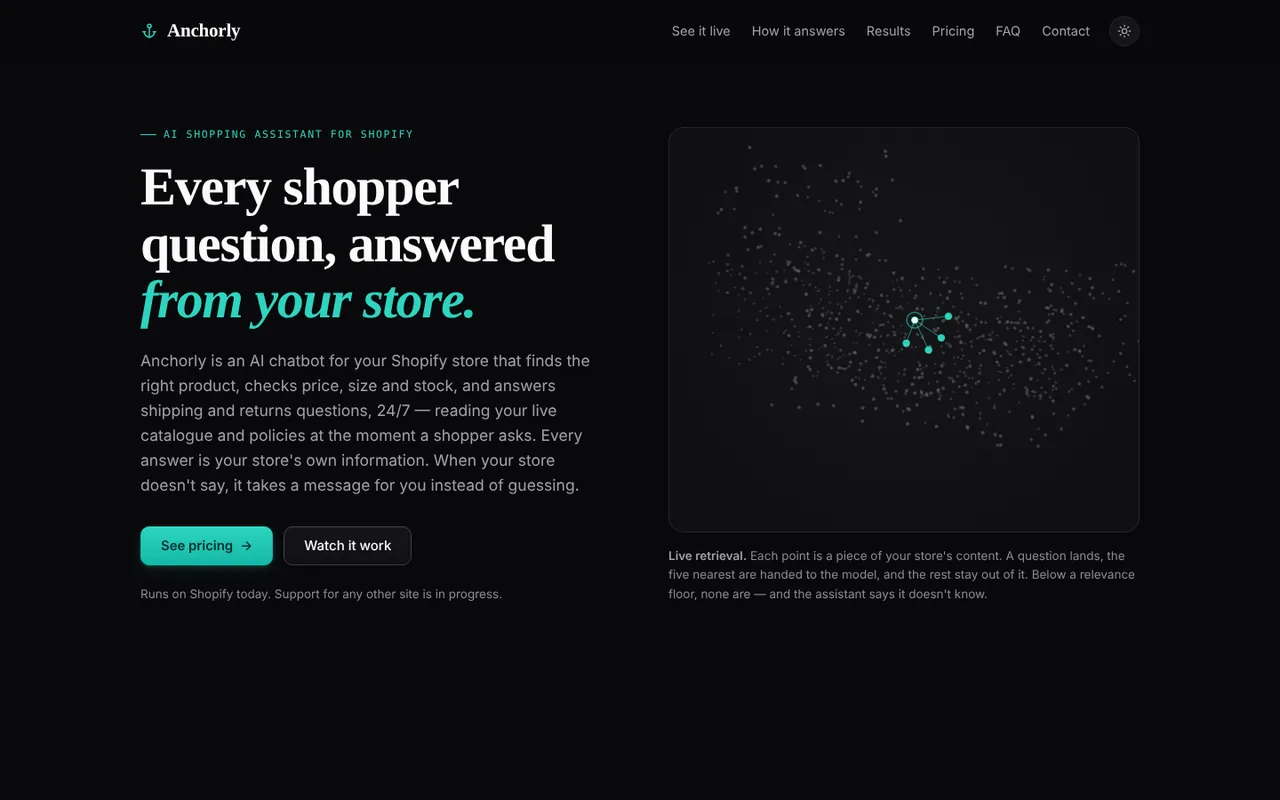 Anchorly
See it live
How it answers
Results
Pricing
FAQ
Contact
AI SHOPPING ASSISTANT FOR SHOPIFY
Every shopper
question, answered
from your store.
Anchorly is an AI chatbot for your Shopify store that finds the
right product, checks price, size and stock, and answers
shipping and returns questions, 24/7 — reading your live
catalogue and policies at the moment a shopper asks. Every
answer is your store's own information. When your store
doesn't say, it takes a message for you instead of guessing.
See pricing →
Watch it work
Runs on Shopify today. Support for any other site is in progress.
Live retrieval. Each point is a piece of your store's content. A question lands, the
five nearest are handed to the model, and the rest stay out of it. Below a relevance
floor, none are — and the assistant says it doesn't know.